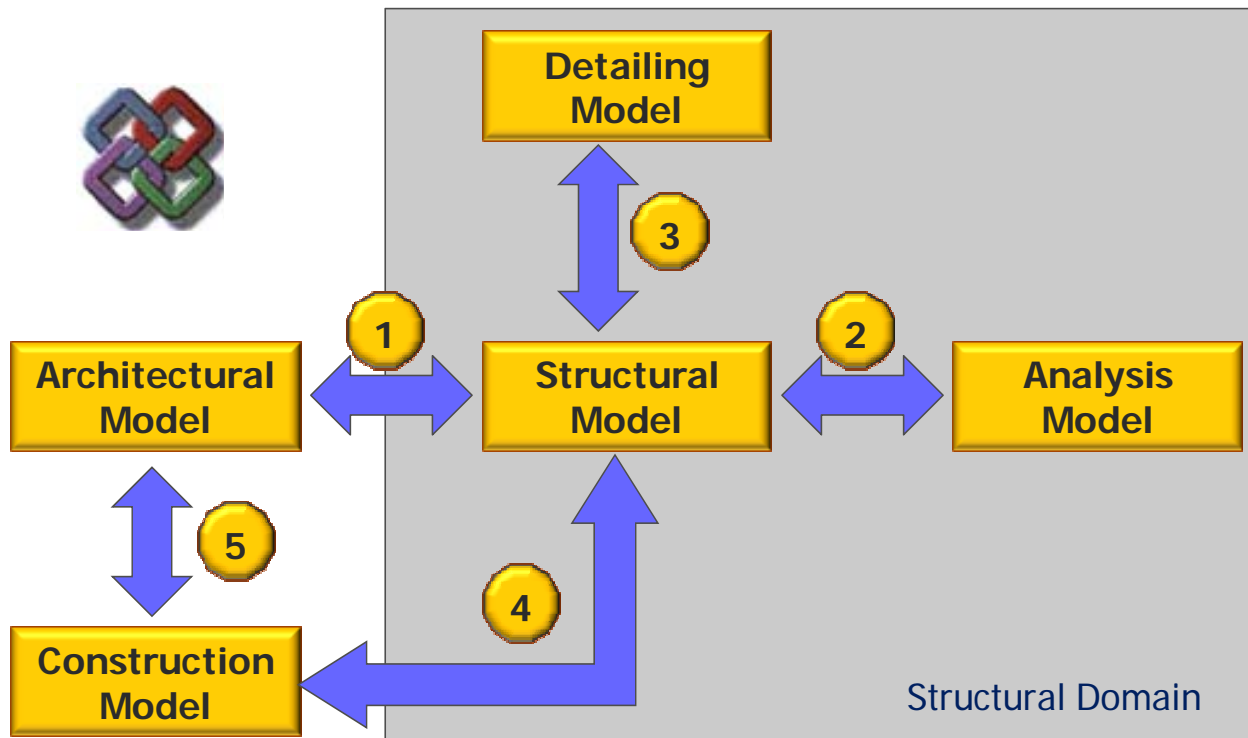 Detailing
Model
3
1
2
Architectural
Model
Structural
Model
Analysis
Model
5
4
Construction
Model
Structural Domain